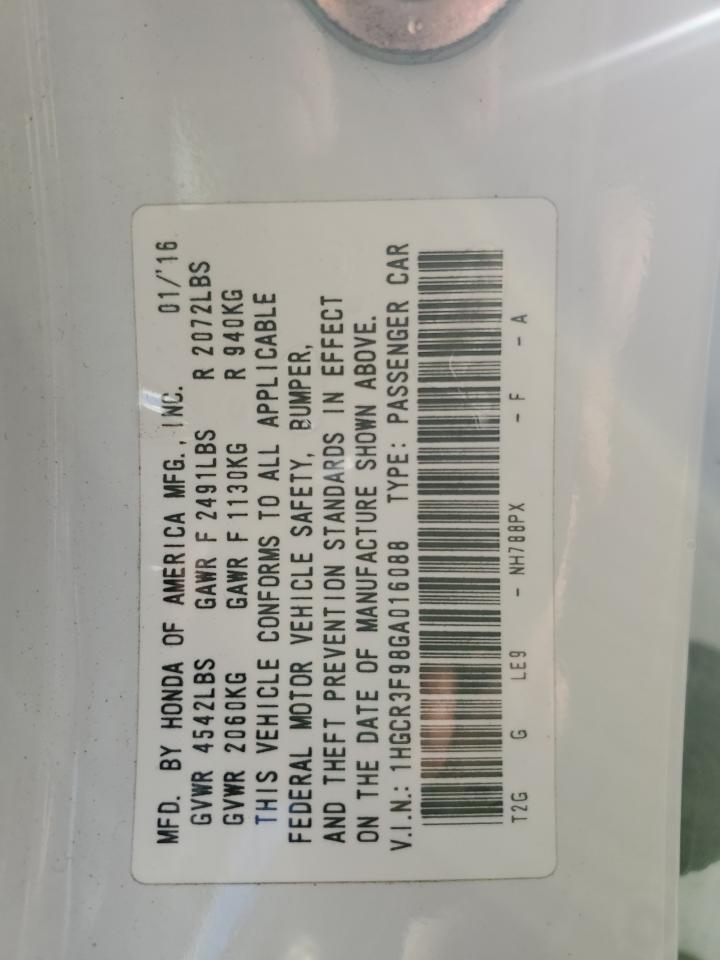 MFD. BY HONDA OF AMERICA MFG., INC. 01/'16
GVWR 4542LBS GAWR F 2491LBS R 2072LBS
GVWR 2060KG GAWR F 1130KG R 940KG
THIS VEHICLE CONFORMS TO ALL APPLICABLE
FEDERAL MOTOR VEHICLE SAFETY, BUMPER,
AND THEFT PREVENTION STANDARDS IN EFFECT
ON THE DATE OF MANUFACTURE SHOWN ABOVE.
V.I.N.: 1HGCR3F98GA016088 TYPE: PASSENGER CAR
T2G G LE9 - NH788PX - F - A